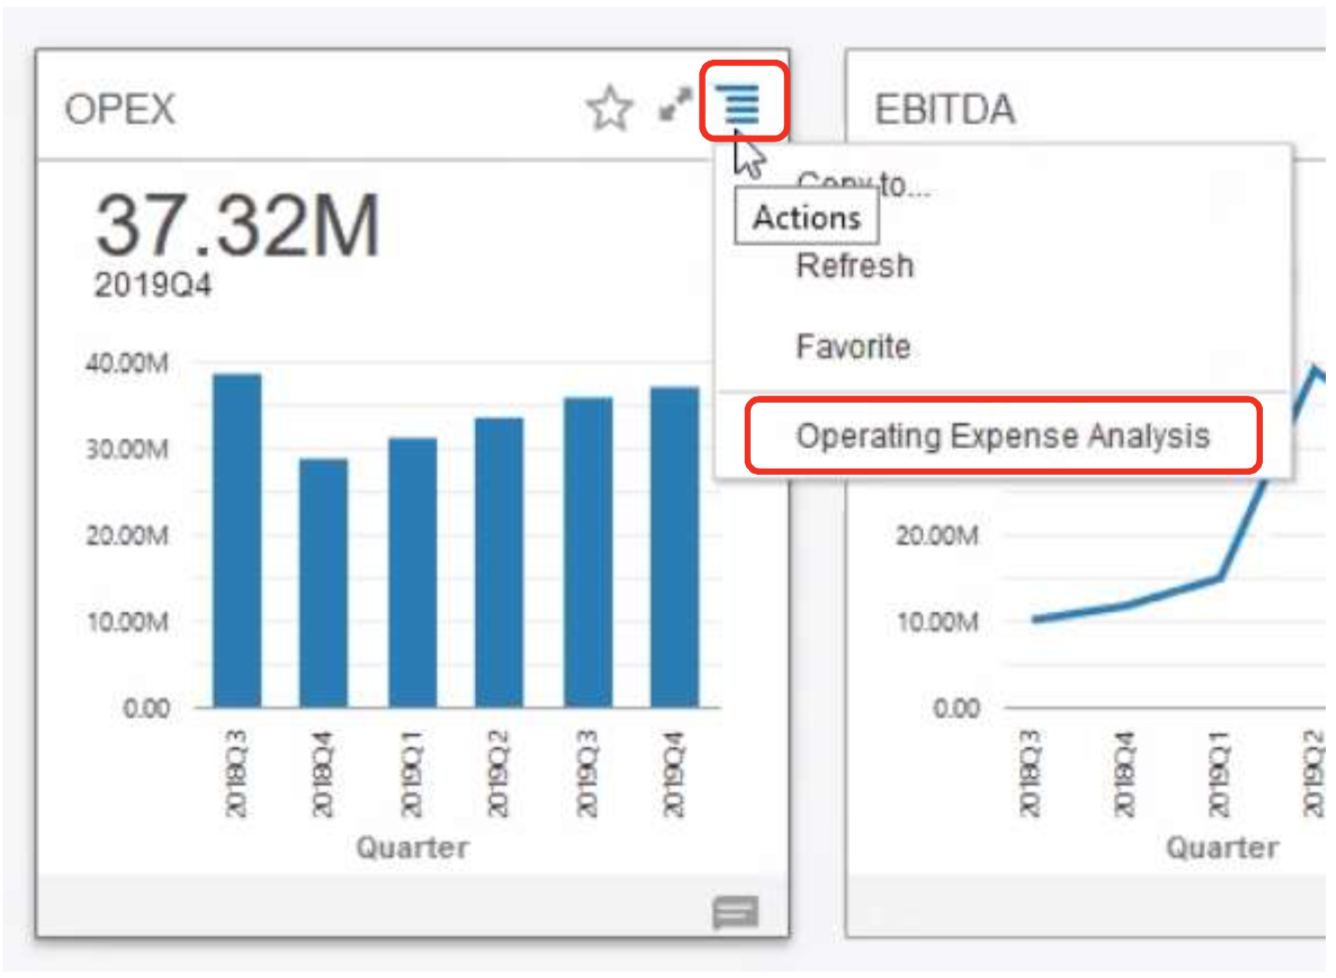 OPEX
37.32M
2019Q4
40.00M
30.00M
20.00M
10.00M
0.00
2018Q3
2018Q4
2019Q1
2019Q2
2019Q3
2019Q4
Quarter
Copy to...
Actions
Refresh
Favorite
Operating Expense Analysis
EBITDA
20.00M
10.00M
0.00
2018Q3
2018Q4
2019Q1
2019Q2
Quarter